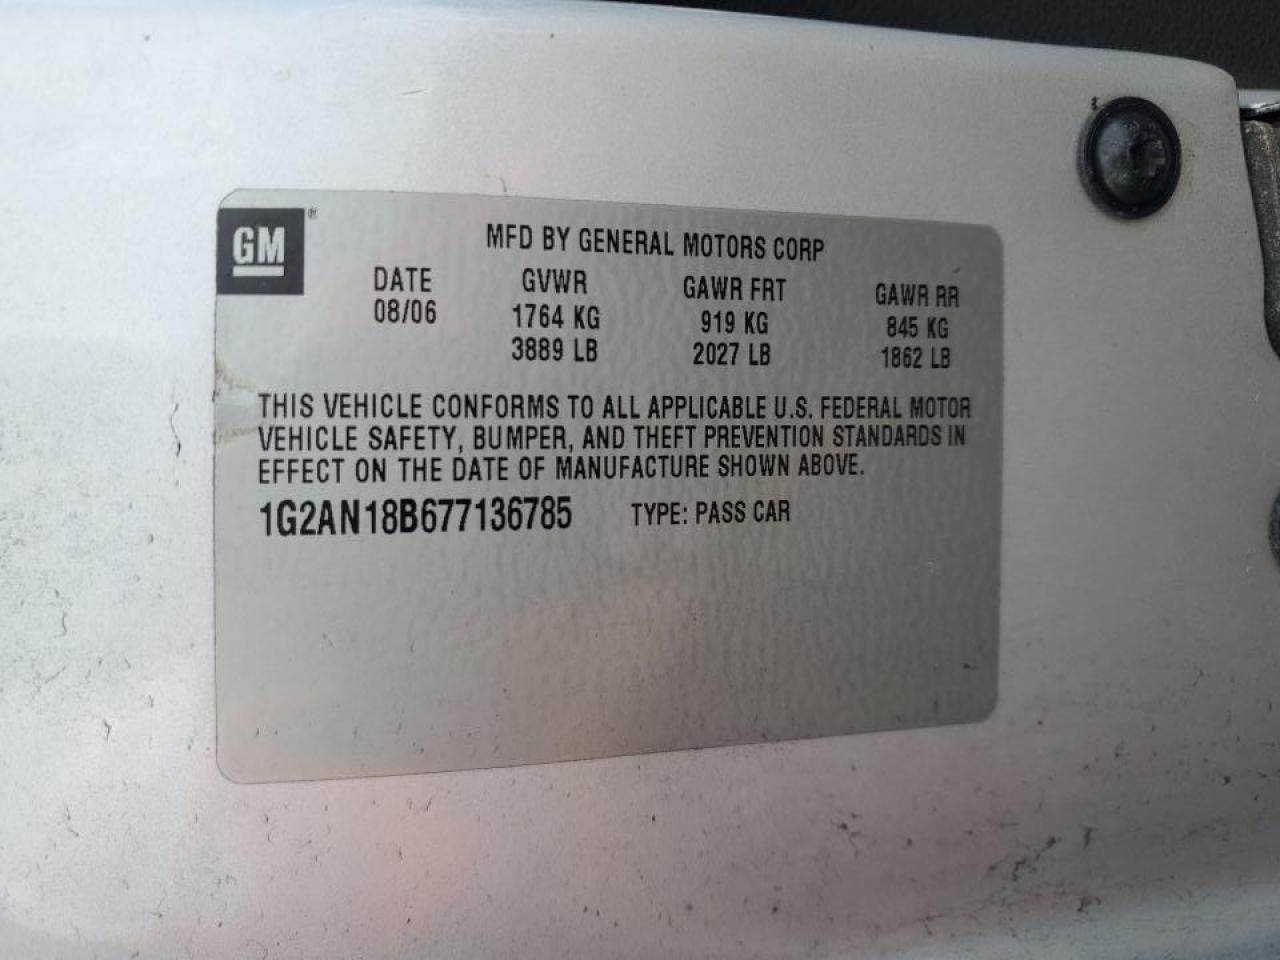 GM®
MFD BY GENERAL MOTORS CORP
DATE GVWR GAWR FRT GAWR RR
08/06 1764 KG 919 KG 845 KG
3889 LB 2027 LB 1862 LB
THIS VEHICLE CONFORMS TO ALL APPLICABLE U.S. FEDERAL MOTOR
VEHICLE SAFETY, BUMPER, AND THEFT PREVENTION STANDARDS IN
EFFECT ON THE DATE OF MANUFACTURE SHOWN ABOVE.
1G2AN18B677136785 TYPE: PASS CAR